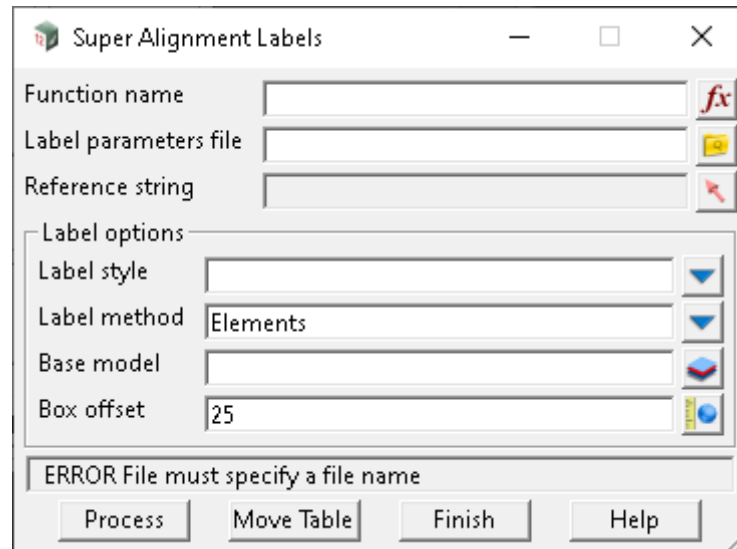 Super Alignment Labels
Function name
fx
Label parameters file
Reference string
Label options
Label style
Label method Elements
Base model
Box offset 25
ERROR File must specify a file name
Process Move Table Finish Help